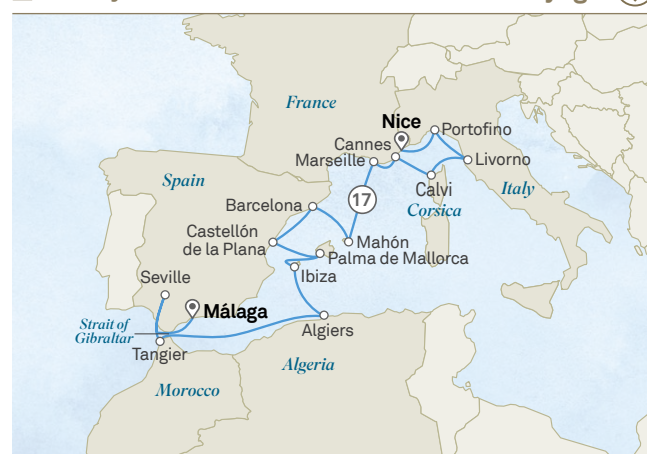 France
Nice
Portofino
Cannes
Marseille
Livorno
Spain
Calvi
Italy
17
Corsica
Barcelona
Castellón
de la Plana
Mahón
Palma de Mallorca
Ibiza
Seville
Málaga
Strait of
Gibraltar
Algiers
Tangier
Algeria
Morocco